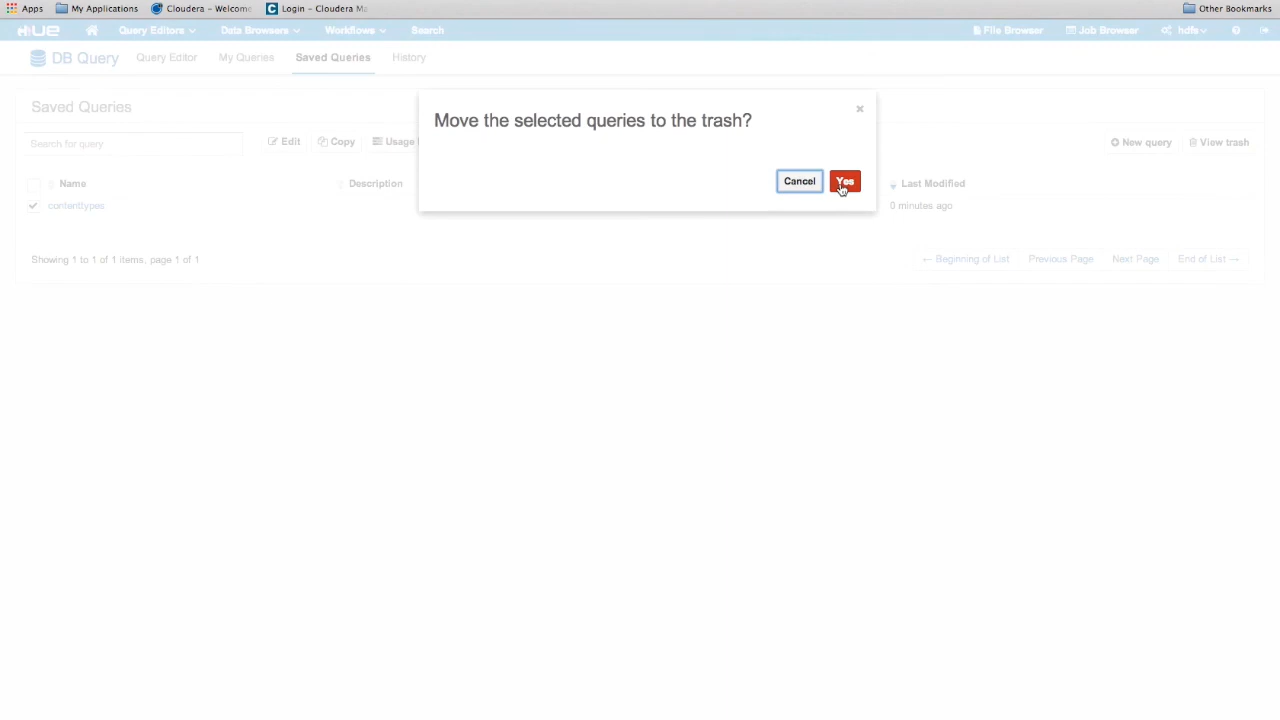 Apps My Applications Cloudera – Welcome Login – Cloudera Ma Other Bookmarks
HUE Query Editors Data Browsers Workflows Search File Browser Job Browser hdfs
DB Query Query Editor My Queries Saved Queries History
Saved Queries
Move the selected queries to the trash?
×
Search for query Edit Copy Usage New query View trash
Cancel Yes
Name Description Last Modified
contenttypes 0 minutes ago
Showing 1 to 1 of 1 items, page 1 of 1 ← Beginning of List Previous Page Next Page End of List →